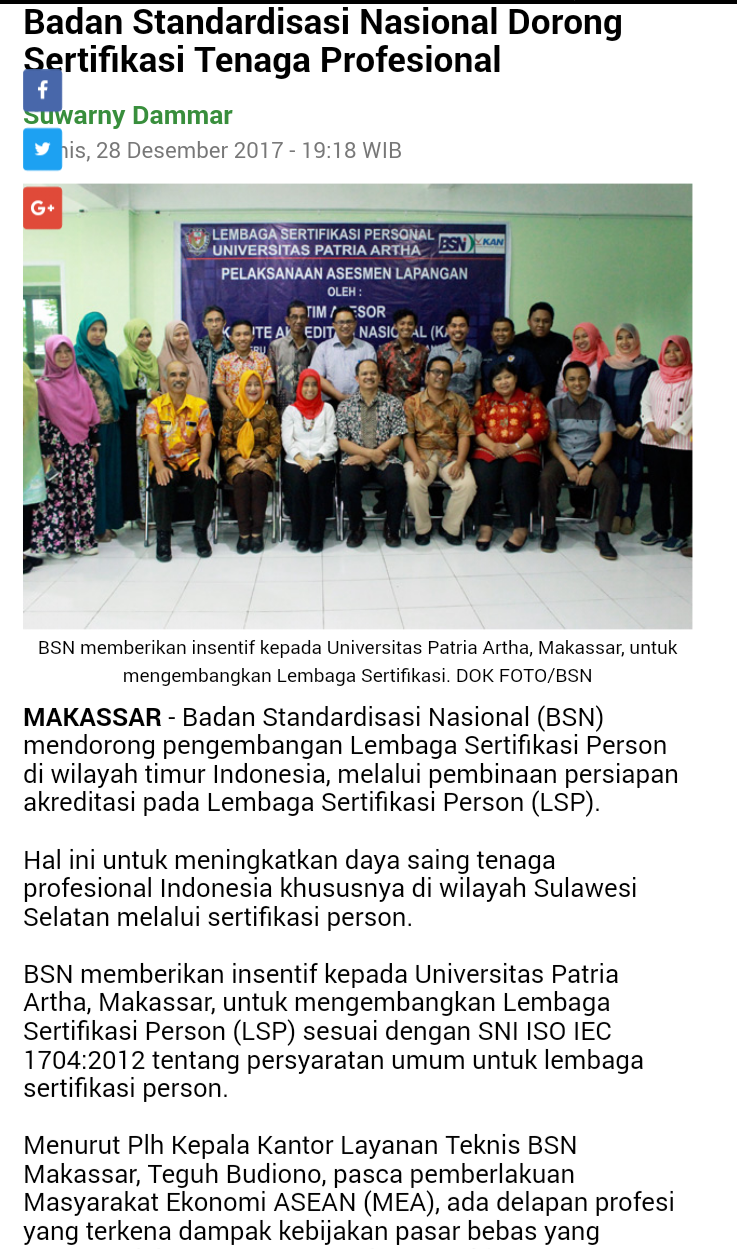 Badan Standardisasi Nasional Dorong
Sertifikasi Tenaga Profesional
Suwarny Dammar
28 Desember 2017 - 19:18 WIB
LEMBAGA SERTIFIKASI PERSONAL
UNIVERSITAS PATRIA ARTHA
BSN KAN
PELAKSANAAN ASESMEN LAPANGAN
OLEH :
TIM
NASIONAL
BSN memberikan insentif kepada Universitas Patria Artha, Makassar, untuk
mengembangkan Lembaga Sertifikasi. DOK FOTO/BSN
MAKASSAR - Badan Standardisasi Nasional (BSN)
mendorong pengembangan Lembaga Sertifikasi Person
di wilayah timur Indonesia, melalui pembinaan persiapan
akreditasi pada Lembaga Sertifikasi Person (LSP).
Hal ini untuk meningkatkan daya saing tenaga
profesional Indonesia khususnya di wilayah Sulawesi
Selatan melalui sertifikasi person.
BSN memberikan insentif kepada Universitas Patria
Artha, Makassar, untuk mengembangkan Lembaga
Sertifikasi Person (LSP) sesuai dengan SNI ISO IEC
1704:2012 tentang persyaratan umum untuk lembaga
sertifikasi person.
Menurut Plh Kepala Kantor Layanan Teknis BSN
Makassar, Teguh Budiono, pasca pemberlakuan
Masyarakat Ekonomi ASEAN (MEA), ada delapan profesi
yang terkena dampak kebijakan pasar bebas yang